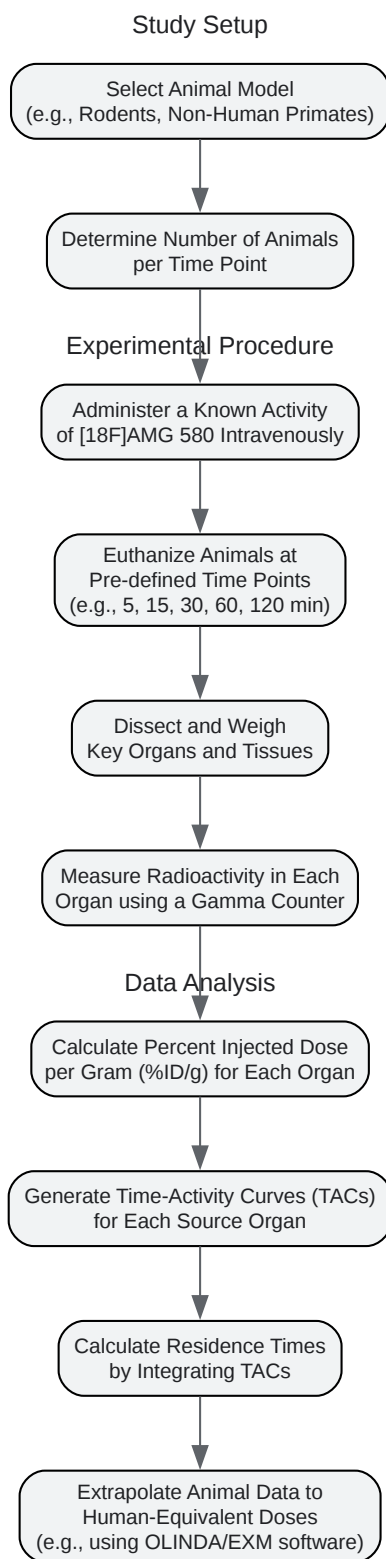 Study Setup
Select Animal Model
(e.g., Rodents, Non-Human Primates)
Determine Number of Animals
per Time Point
Experimental Procedure
Administer a Known Activity
of [18F]AMG 580 Intravenously
Euthanize Animals at
Pre-defined Time Points
(e.g., 5, 15, 30, 60, 120 min)
Dissect and Weigh
Key Organs and Tissues
Measure Radioactivity in Each
Organ using a Gamma Counter
Data Analysis
Calculate Percent Injected Dose
per Gram (%ID/g) for Each Organ
Generate Time-Activity Curves (TACs)
for Each Source Organ
Calculate Residence Times
by Integrating TACs
Extrapolate Animal Data to
Human-Equivalent Doses
(e.g., using OLINDA/EXM software)